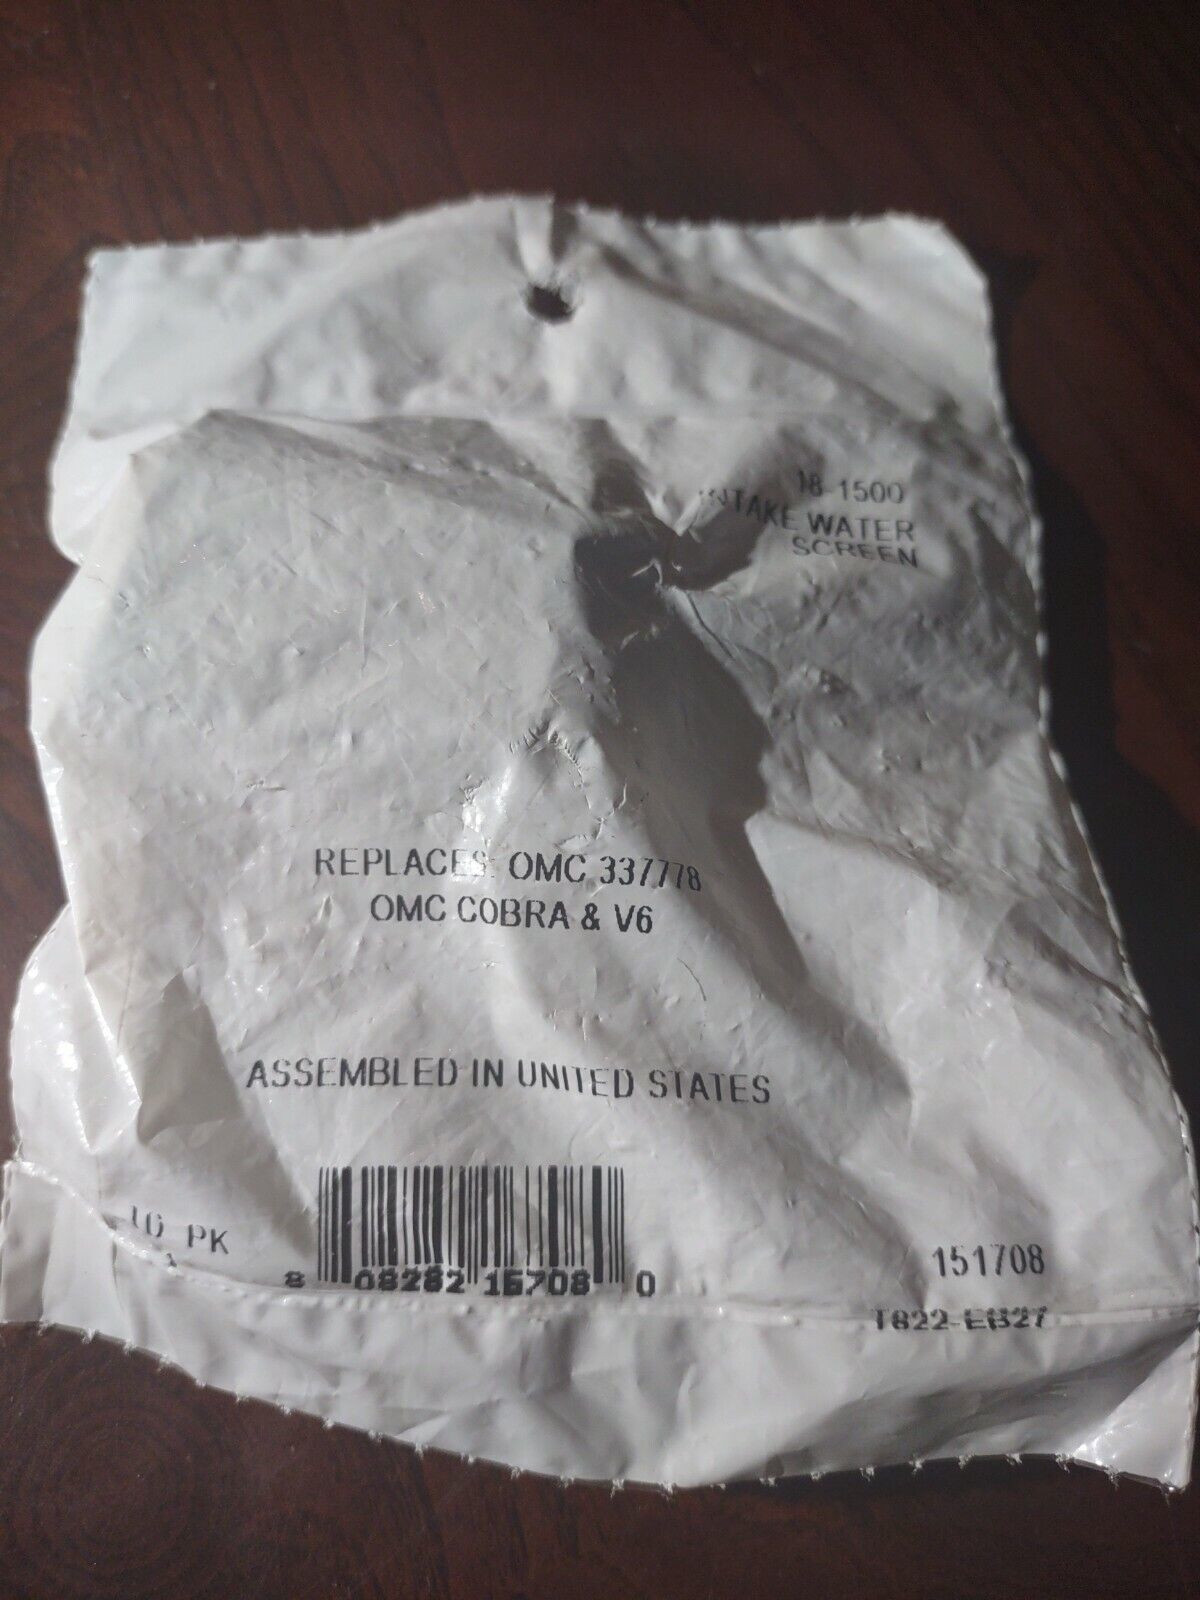 18-1500
INTAKE WATER
SCREEN
REPLACES: OMC 337778
OMC COBRA & V6
ASSEMBLED IN UNITED STATES
10 PK
8 08282 15708 0
151708
T822-EB27